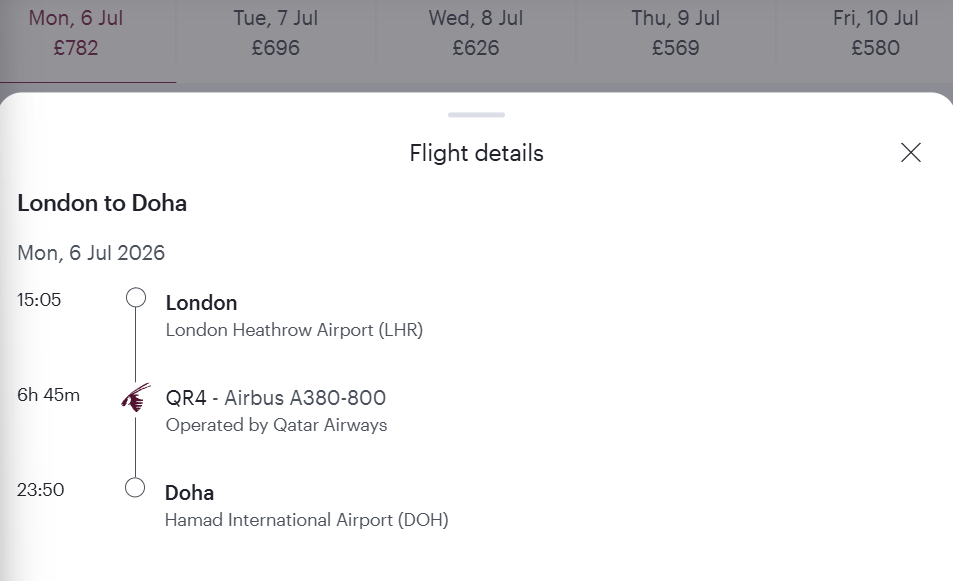 Mon, 6 Jul Tue, 7 Jul Wed, 8 Jul Thu, 9 Jul Fri, 10 Jul
£782 £696 £626 £569 £580
Flight details
London to Doha
Mon, 6 Jul 2026
15:05 London
London Heathrow Airport (LHR)
6h 45m QR4 - Airbus A380-800
Operated by Qatar Airways
23:50 Doha
Hamad International Airport (DOH)